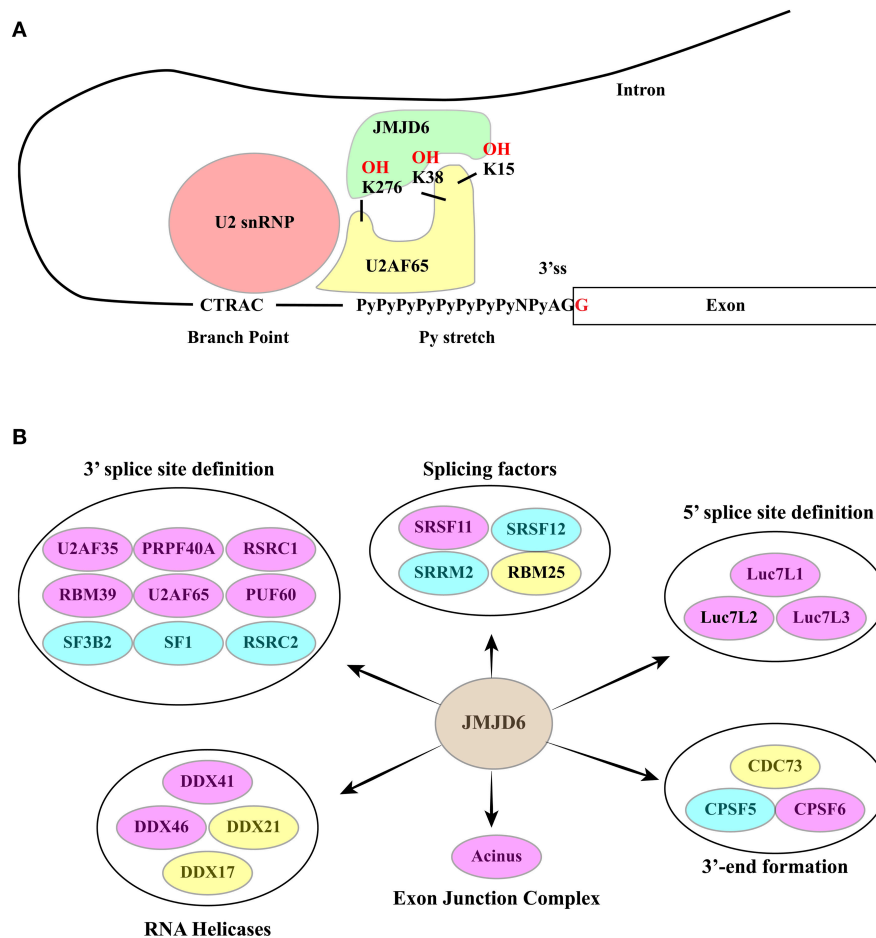 A
Intron
JMJD6
OH
OH
OH
K276
K38
K15
U2 snRNP
U2AF65
3'ss
CTRAC
PyPyPyPyPyPyPyPyNPyAGG
Exon
Branch Point
Py stretch
B
3' splice site definition
Splicing factors
5' splice site definition
U2AF35
PRPF40A
RSRC1
RBM39
U2AF65
PUF60
SF3B2
SF1
RSRC2
SRSF11
SRSF12
SRRM2
RBM25
Luc7L1
Luc7L2
Luc7L3
JMJD6
DDX41
DDX46
DDX21
DDX17
RNA Helicases
Acinus
Exon Junction Complex
CDC73
CPSF5
CPSF6
3'-end formation